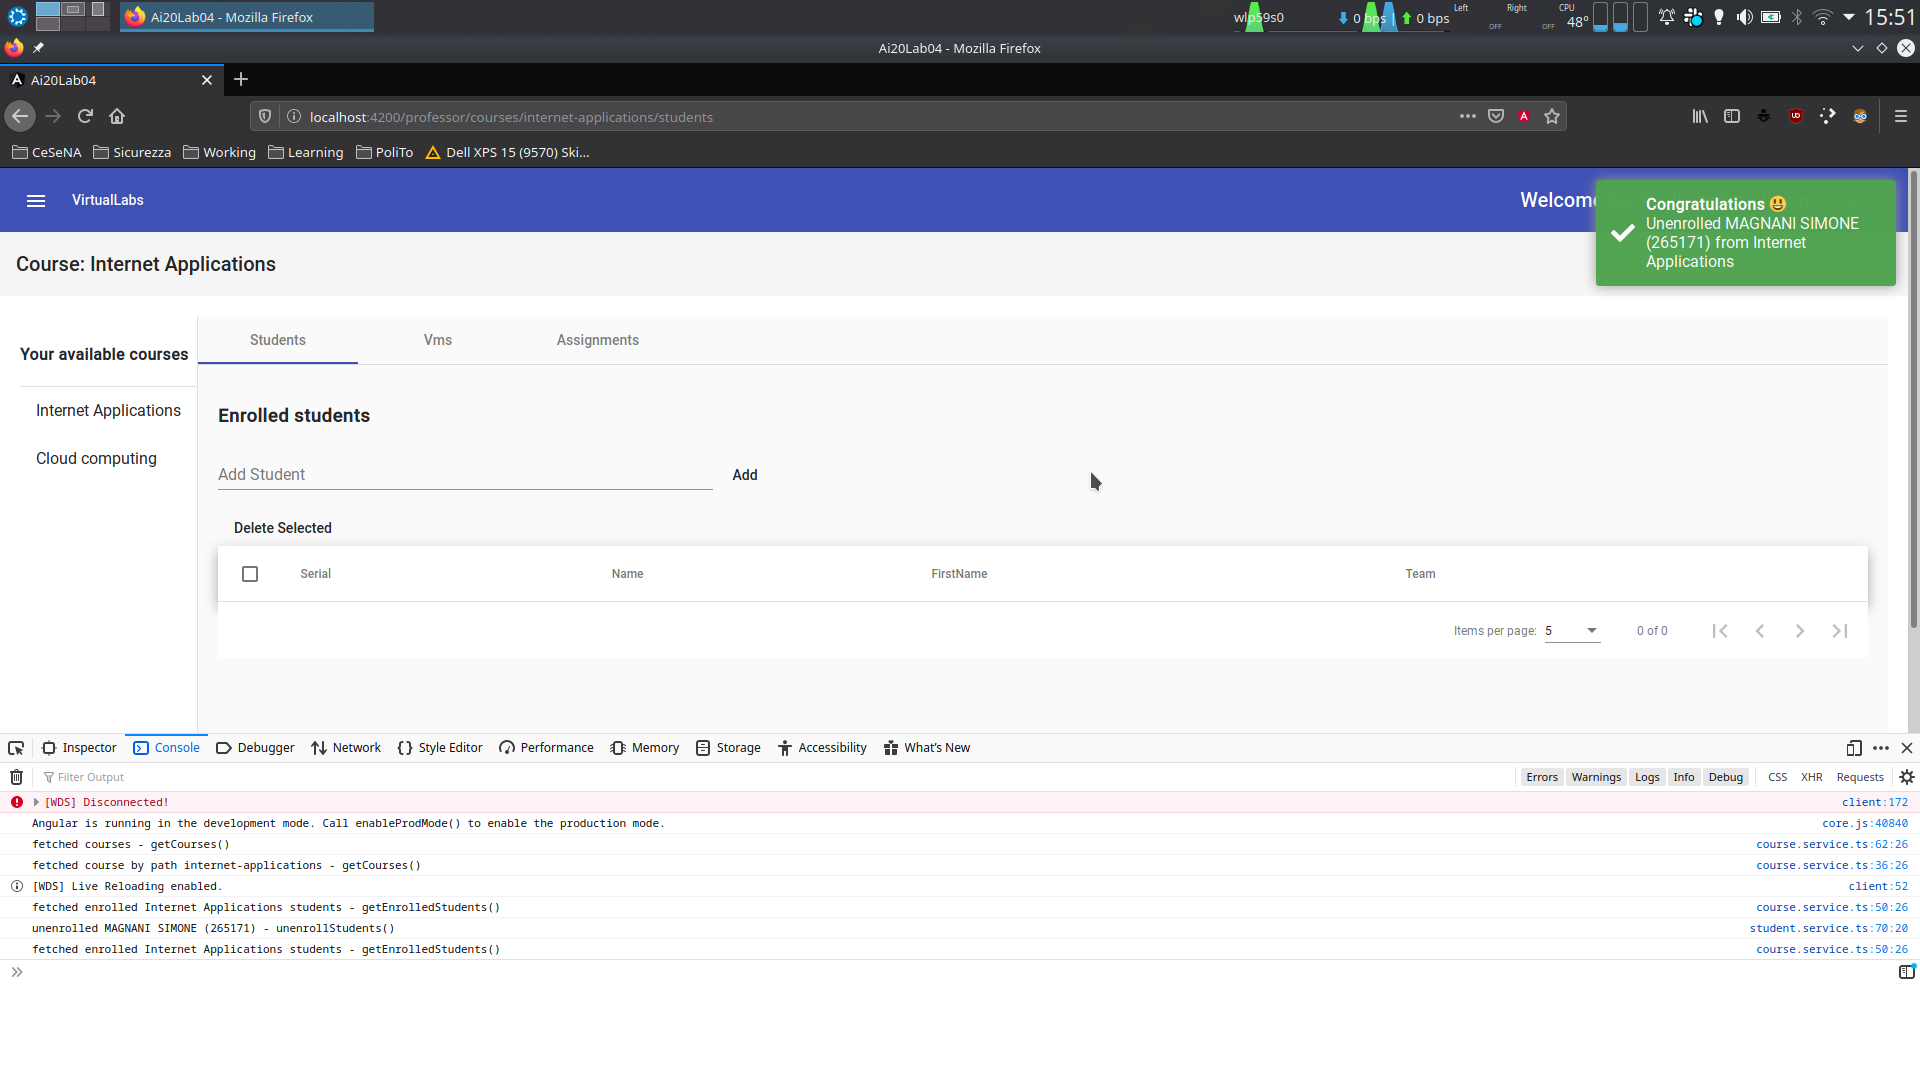 Ai20Lab04 - Mozilla Firefox
wlp59s0
0 bps | 0 bps
Left
OFF
Right
OFF
CPU
48°
15:51
Ai20Lab04 - Mozilla Firefox
Ai20Lab04
localhost:4200/professor/courses/internet-applications/students
CeSeNA
Sicurezza
Working
Learning
PoliTo
Dell XPS 15 (9570) Ski...
VirtualLabs
Welcome
Congratulations 😃
Unenrolled MAGNANI SIMONE
(265171) from Internet
Applications
Course: Internet Applications
Your available courses
Internet Applications
Cloud computing
Students
Vms
Assignments
Enrolled students
Add Student
Add
Delete Selected
Serial
Name
FirstName
Team
Items per page:
5
0 of 0
Inspector
Console
Debugger
Network
Style Editor
Performance
Memory
Storage
Accessibility
What's New
Filter Output
Errors
Warnings
Logs
Info
Debug
CSS
XHR
Requests
[WDS] Disconnected!
client:172
Angular is running in the development mode. Call enableProdMode() to enable the production mode.
core.js:40840
fetched courses - getCourses()
course.service.ts:62:26
fetched course by path internet-applications - getCourses()
course.service.ts:36:26
[WDS] Live Reloading enabled.
client:52
fetched enrolled Internet Applications students - getEnrolledStudents()
course.service.ts:50:26
unenrolled MAGNANI SIMONE (265171) - unenrollStudents()
student.service.ts:70:20
fetched enrolled Internet Applications students - getEnrolledStudents()
course.service.ts:50:26